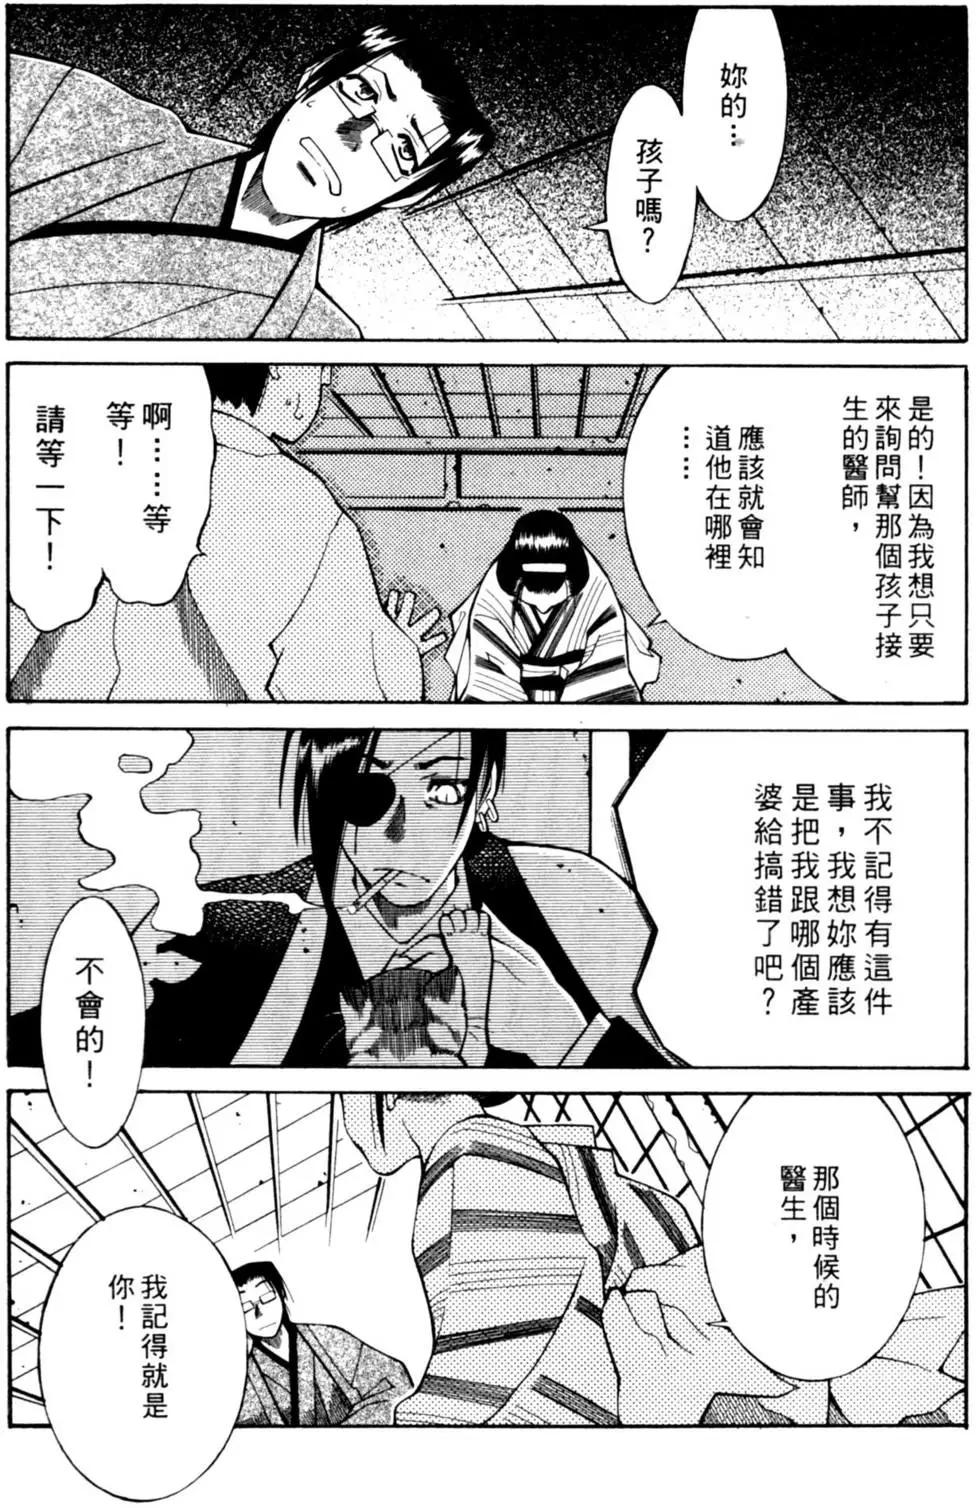 妳的…
孩子嗎？
是的！因為我想只要
來詢問幫那個孩子接
生的醫師，
應該就會知
道他在哪裡
……
啊……等
等！
請等一下！
我不記得有這件
事，我想妳應該
是把我跟哪個產
婆給搞錯了吧？
不會的！
那個時候的
醫生，
我記得就是
你！